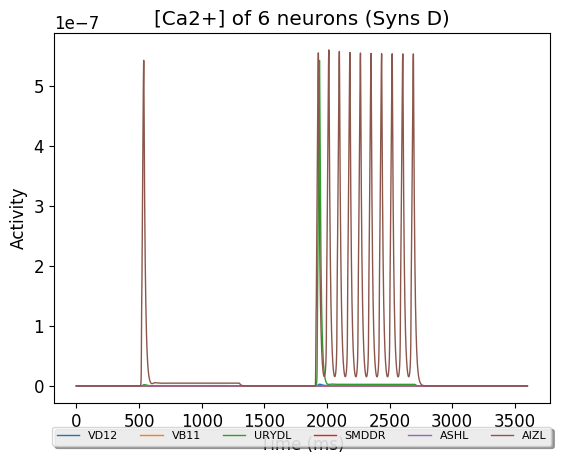 [Ca2+] of 6 neurons (Syns D)
1e−7
5
4
3
2
1
0
Activity
0 500 1000 1500 2000 2500 3000 3500
Time (ms)
VD12 VB11 URYDL SMDDR ASHL AIZL